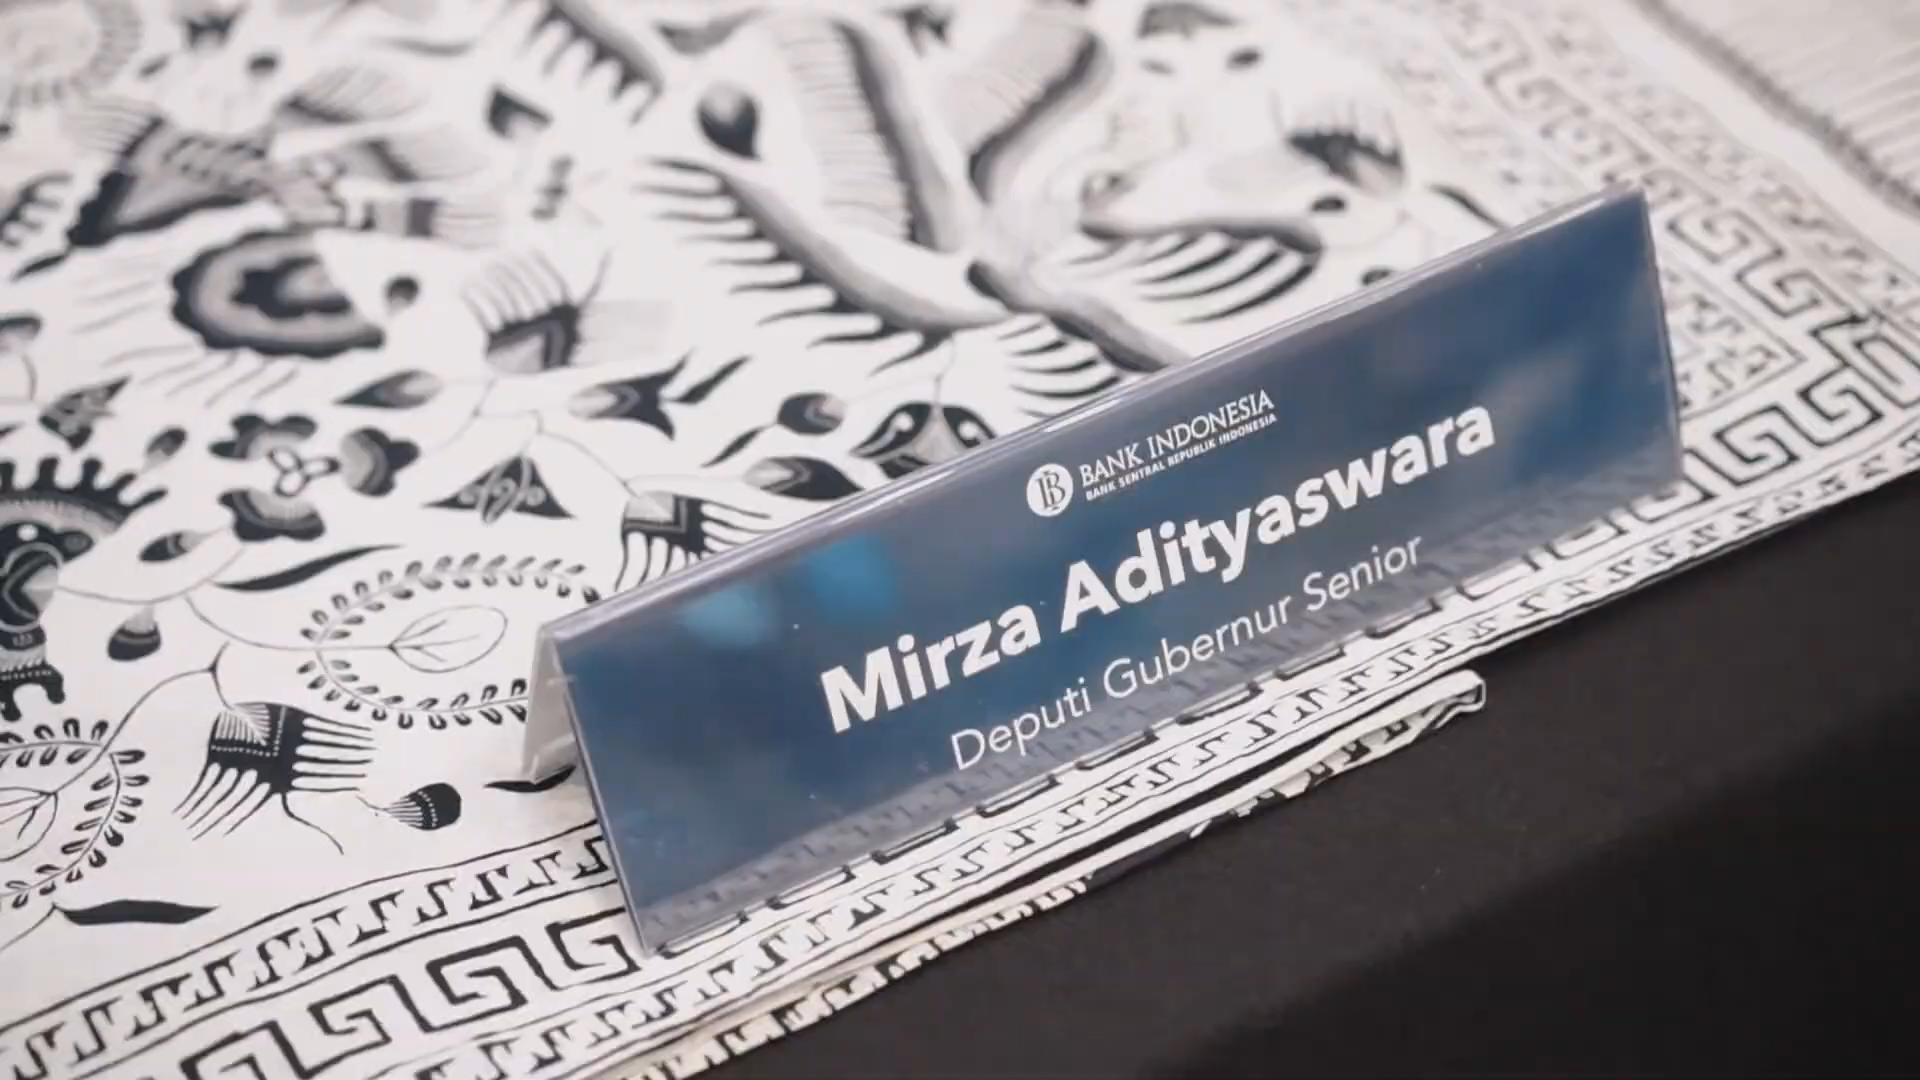 BANK INDONESIA
BANK SENTRAL REPUBLIK INDONESIA
Mirza Adityaswara
Deputi Gubernur Senior